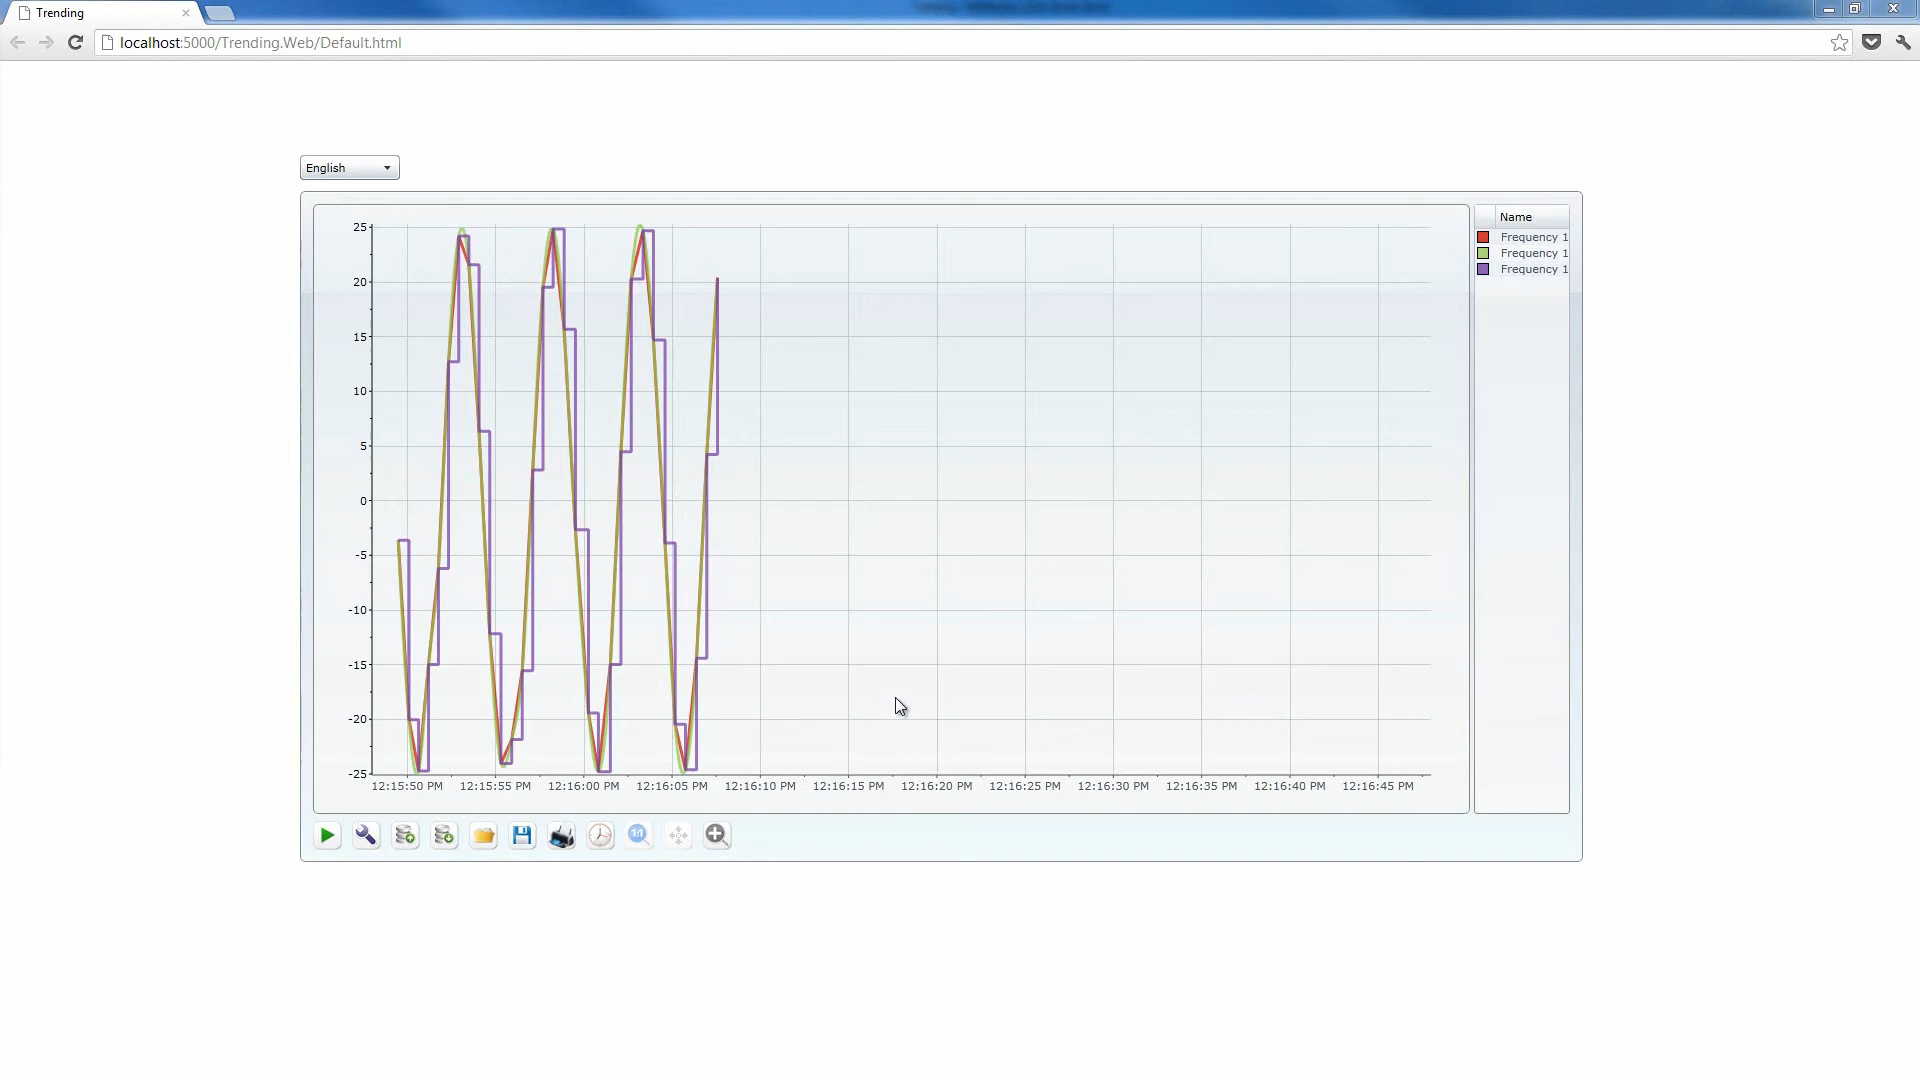 Trending
localhost:5000/Trending.Web/Default.html
English
Name
Frequency 1
Frequency 1
Frequency 1
25
20
15
10
5
0
-5
-10
-15
-20
-25
12:15:50 PM 12:15:55 PM 12:16:00 PM 12:16:05 PM 12:16:10 PM 12:16:15 PM 12:16:20 PM 12:16:25 PM 12:16:30 PM 12:16:35 PM 12:16:40 PM 12:16:45 PM
1:1